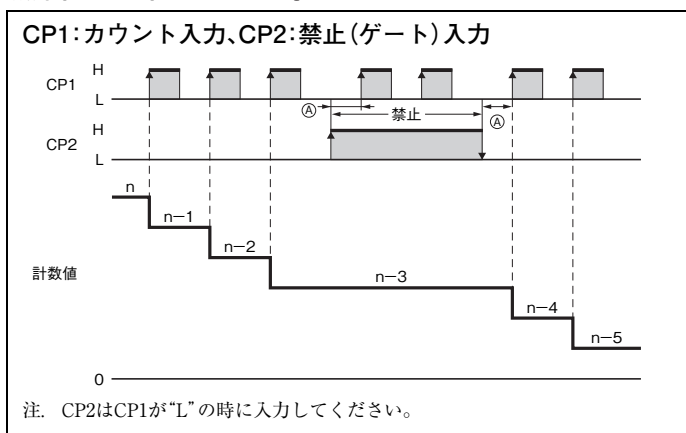 CP1：カウント入力、CP2：禁止（ゲート）入力
H
CP1
L
Ⓐ
禁止
Ⓐ
H
CP2
L
n
n−1
n−2
計数値
n−3
n−4
n−5
0
注. CP2はCP1が“L”の時に入力してください。